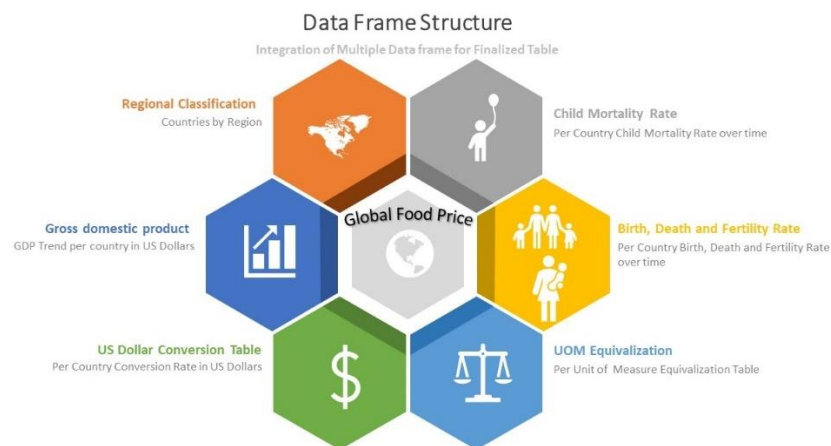 Data Frame Structure
Integration of Multiple Data frame for Finalized Table
Regional Classification
Countries by Region
Child Mortality Rate
Per Country Child Mortality Rate over time
Gross domestic product
GDP Trend per country in US Dollars
Global Food Price
Birth, Death and Fertility Rate
Per Country Birth, Death and Fertility Rate
over time
US Dollar Conversion Table
Per Country Conversion Rate in US Dollars
$
UOM Equivalization
Per Unit of Measure Equivalization Table